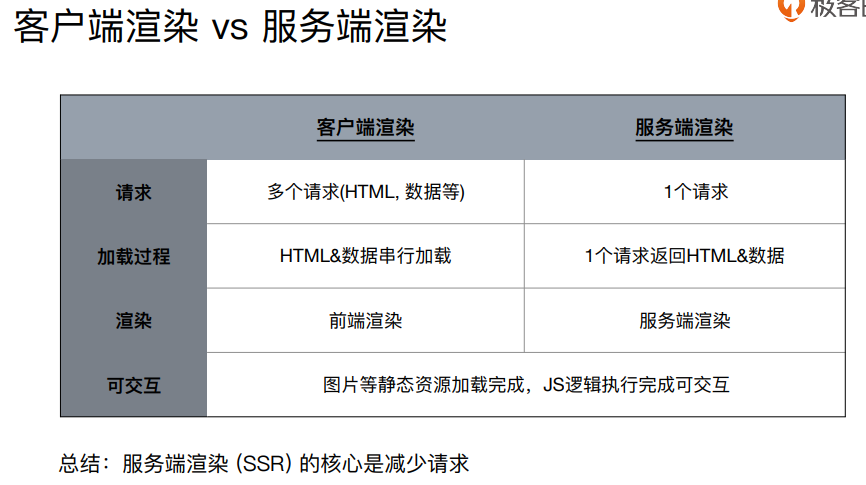 客户端渲染 vs 服务端渲染
极客
客户端渲染 服务端渲染
请求 多个请求(HTML, 数据等) 1个请求
加载过程 HTML&数据串行加载 1个请求返回HTML&数据
渲染 前端渲染 服务端渲染
可交互 图片等静态资源加载完成，JS逻辑执行完成可交互
总结：服务端渲染 (SSR) 的核心是减少请求